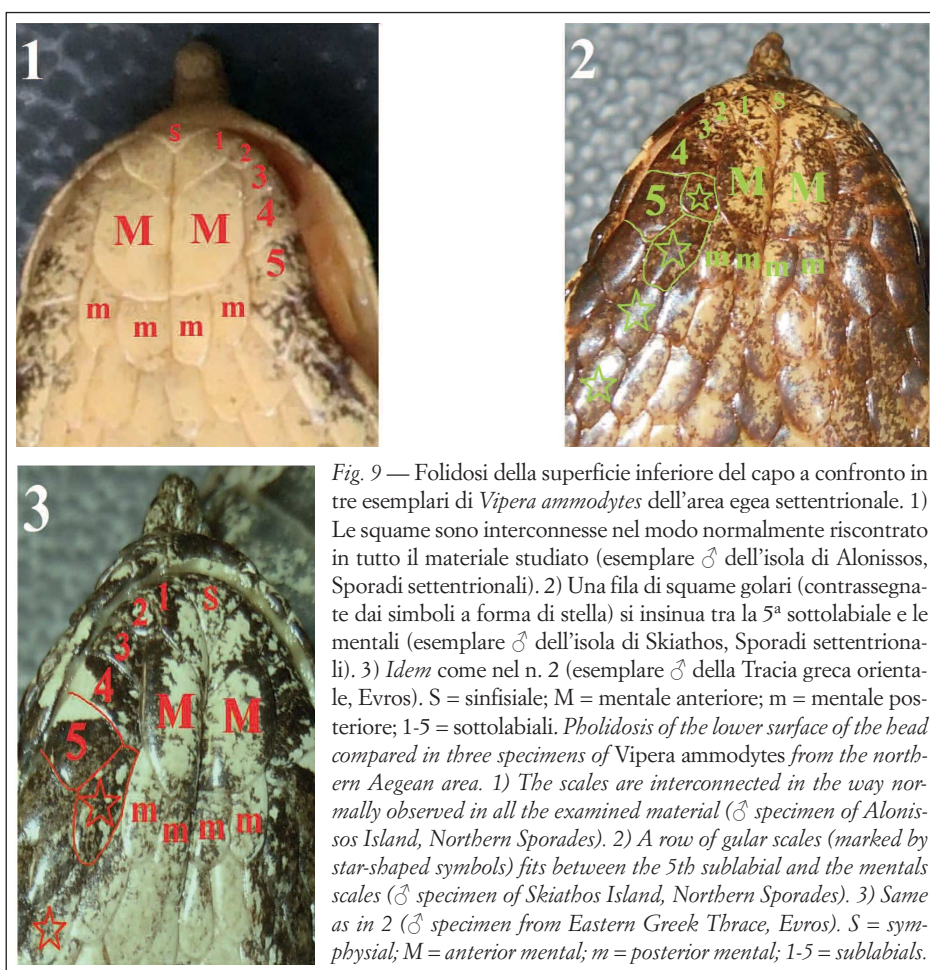 1
S
1
2
3
4
5
M M
m m m m
2
S
1
2
3
4
5
M M
m m m m
3
S
1
2
3
4
5
M M
m m m m
Fig. 9 — Folidosi della superficie inferiore del capo a confronto in
tre esemplari di Vipera ammodytes dell'area egea settentrionale. 1)
Le squame sono interconnesse nel modo normalmente riscontrato
in tutto il materiale studiato (esemplare ♂ dell'isola di Alonissos,
Sporadi settentrionali). 2) Una fila di squame golari (contrassegna-
te dai simboli a forma di stella) si insinua tra la 5ª sottolabiale e le
mentali (esemplare ♂ dell'isola di Skiathos, Sporadi settentriona-
li). 3) Idem come nel n. 2 (esemplare ♂ della Tracia greca orienta-
le, Evros). S = sinfisiale; M = mentale anteriore; m = mentale pos-
teriore; 1-5 = sottolabiali. Pholidosis of the lower surface of the head
compared in three specimens of Vipera ammodytes from the north-
ern Aegean area. 1) The scales are interconnected in the way nor-
mally observed in all the examined material (♂ specimen of Alonis-
sos Island, Northern Sporades). 2) A row of gular scales (marked by
star-shaped symbols) fits between the 5th sublabial and the mentals
scales (♂ specimen of Skiathos Island, Northern Sporades). 3) Same
as in 2 (♂ specimen from Eastern Greek Thrace, Evros). S = sym-
physial; M = anterior mental; m = posterior mental; 1-5 = sublabials.